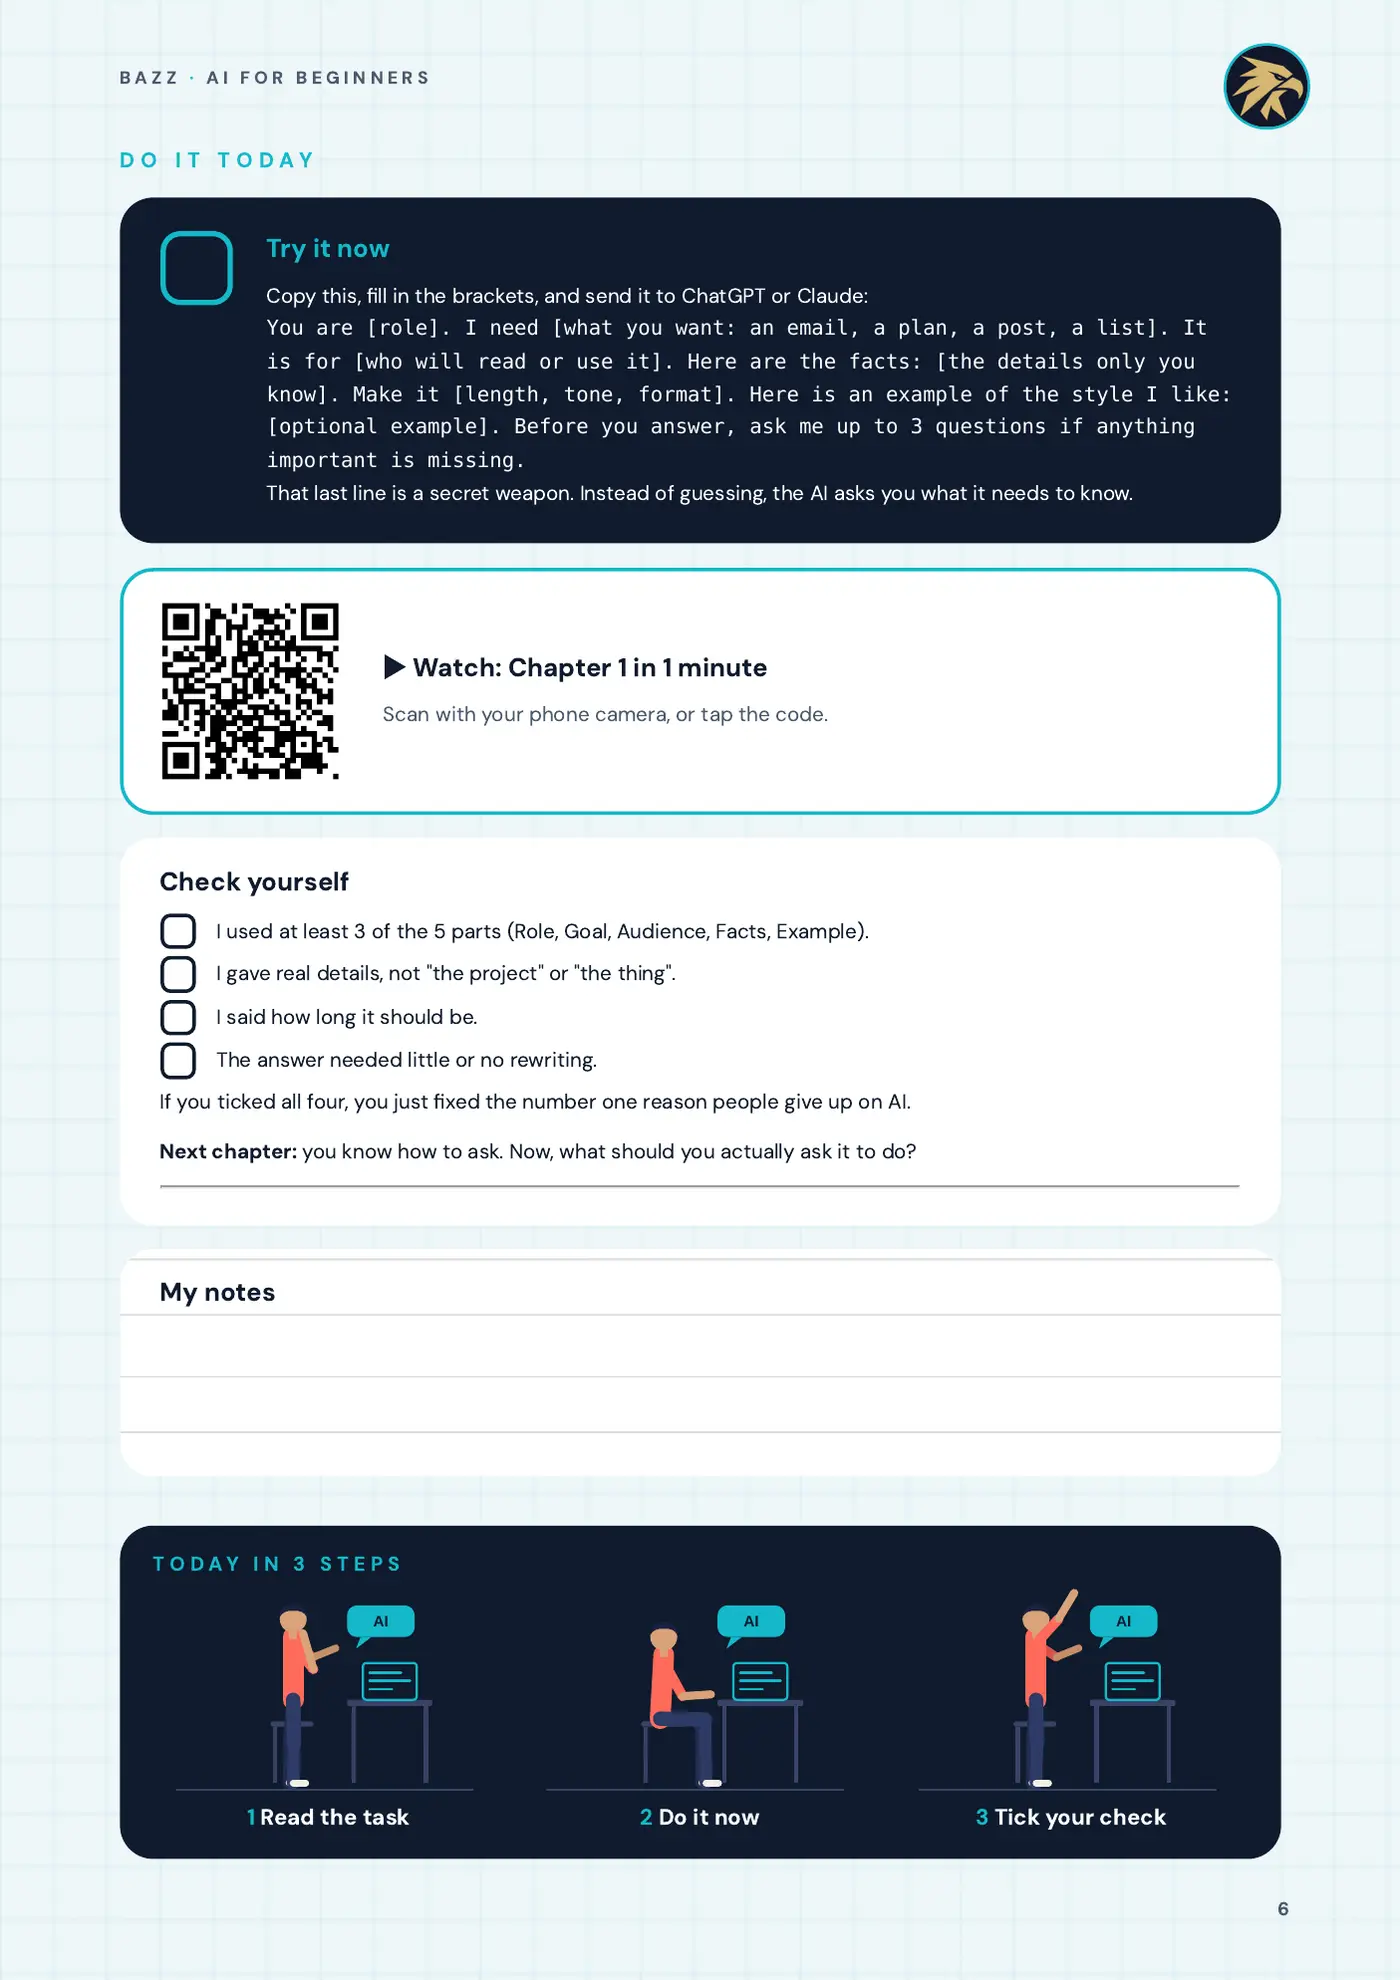 BAZZ · AI FOR BEGINNERS
DO IT TODAY
Try it now
Copy this, fill in the brackets, and send it to ChatGPT or Claude:
You are [role]. I need [what you want: an email, a plan, a post, a list]. It
is for [who will read or use it]. Here are the facts: [the details only you
know]. Make it [length, tone, format]. Here is an example of the style I like:
[optional example]. Before you answer, ask me up to 3 questions if anything
important is missing.
That last line is a secret weapon. Instead of guessing, the AI asks you what it needs to know.
▶ Watch: Chapter 1 in 1 minute
Scan with your phone camera, or tap the code.
Check yourself
I used at least 3 of the 5 parts (Role, Goal, Audience, Facts, Example).
I gave real details, not "the project" or "the thing".
I said how long it should be.
The answer needed little or no rewriting.
If you ticked all four, you just fixed the number one reason people give up on AI.
Next chapter: you know how to ask. Now, what should you actually ask it to do?
My notes
TODAY IN 3 STEPS
AI
AI
AI
1 Read the task
2 Do it now
3 Tick your check
6